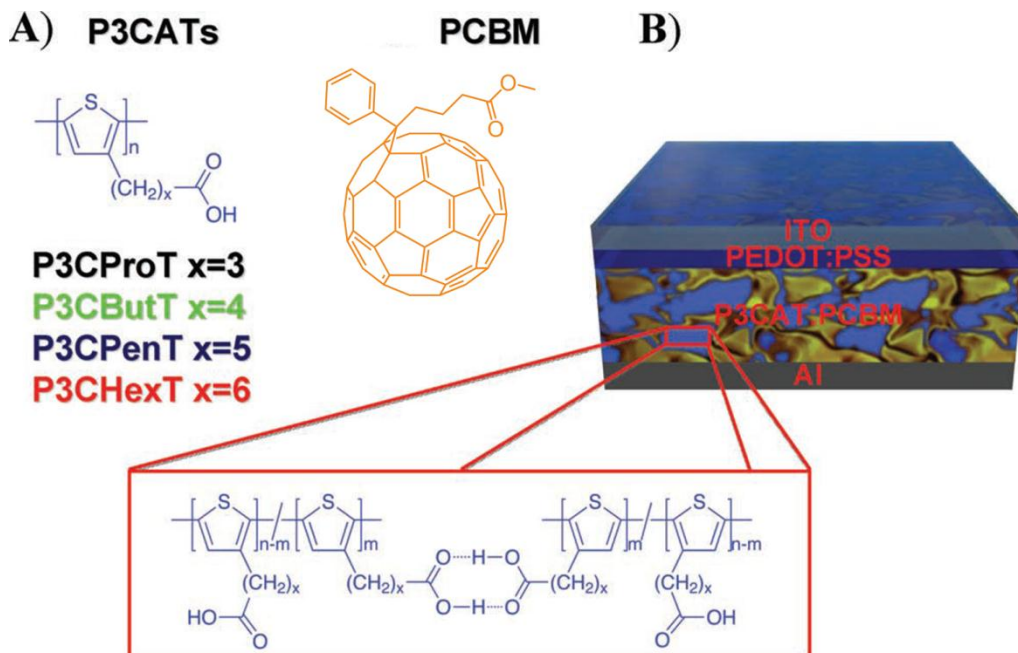 A) P3CATs PCBM B)
S
n
(CH2)x
O
OH
O
O
P3CProT x=3
P3CButT x=4
P3CPenT x=5
P3CHexT x=6
ITO
PEDOT:PSS
P3CAT:PCBM
Al
S S S S
n-m m m n-m
O H O
(CH2)x (CH2)x (CH2)x (CH2)x
O H O
HO OH
O O